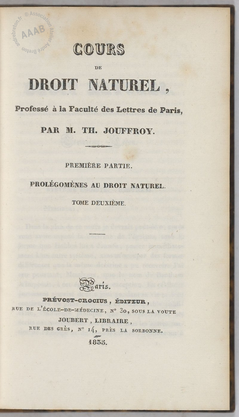 COURS
DE
DROIT NATUREL,
Professé à la Faculté des Lettres de Paris,
PAR M. TH. JOUFFROY.
PREMIÈRE PARTIE.
PROLÉGOMÈNES AU DROIT NATUREL.
TOME DEUXIÈME.
Paris.
PRÉVOST-CROCIUS, ÉDITEUR,
RUE DE L'ÉCOLE-DE-MÉDECINE, N° 30, SOUS LA VOUTE
JOUBERT, LIBRAIRE,
RUE DES GRÈS, N° 14, PRÈS LA SORBONNE.
1835.
AAAB